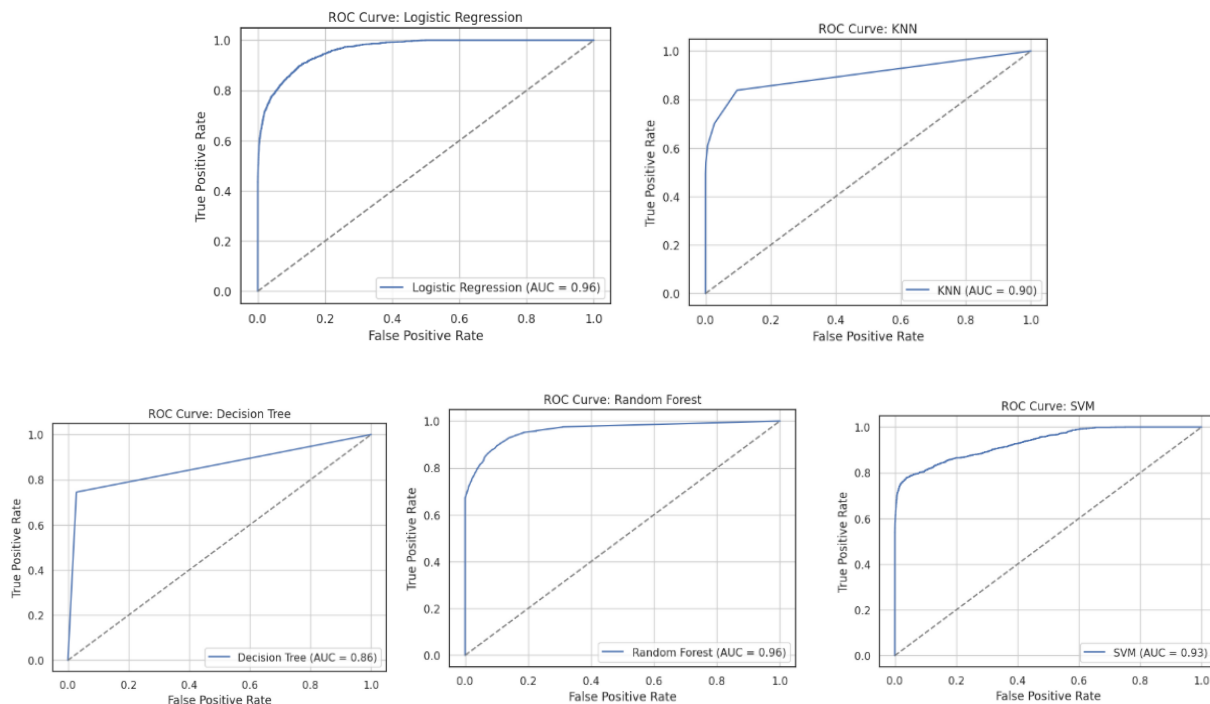 ROC Curve: Logistic Regression
1.0
0.8
0.6
0.4
0.2
0.0
True Positive Rate
Logistic Regression (AUC = 0.96)
0.0 0.2 0.4 0.6 0.8 1.0
False Positive Rate
ROC Curve: KNN
1.0
0.8
0.6
0.4
0.2
0.0
True Positive Rate
KNN (AUC = 0.90)
0.0 0.2 0.4 0.6 0.8 1.0
False Positive Rate
ROC Curve: Decision Tree
1.0
0.8
0.6
0.4
0.2
0.0
True Positive Rate
Decision Tree (AUC = 0.86)
0.0 0.2 0.4 0.6 0.8 1.0
False Positive Rate
ROC Curve: Random Forest
1.0
0.8
0.6
0.4
0.2
0.0
True Positive Rate
Random Forest (AUC = 0.96)
0.0 0.2 0.4 0.6 0.8 1.0
False Positive Rate
ROC Curve: SVM
1.0
0.8
0.6
0.4
0.2
0.0
True Positive Rate
SVM (AUC = 0.93)
0.0 0.2 0.4 0.6 0.8 1.0
False Positive Rate